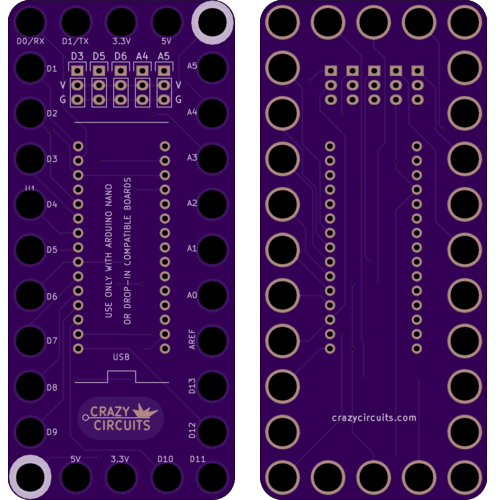 D0/RX D1/TX 3.3V 5V
D3 D5 D6 A4 A5
D1 A5
V V
G G
D2 A4
D3 A3
U1
D4 A2
D5 A1
D6 A0
USE ONLY WITH ARDUINO NANO
OR DROP-IN COMPATIBLE BOARDS
D7 AREF
USB
D8 D13
CRAZY
CIRCUITS
D9 D12
5V 3.3V D10 D11
crazycircuits.com